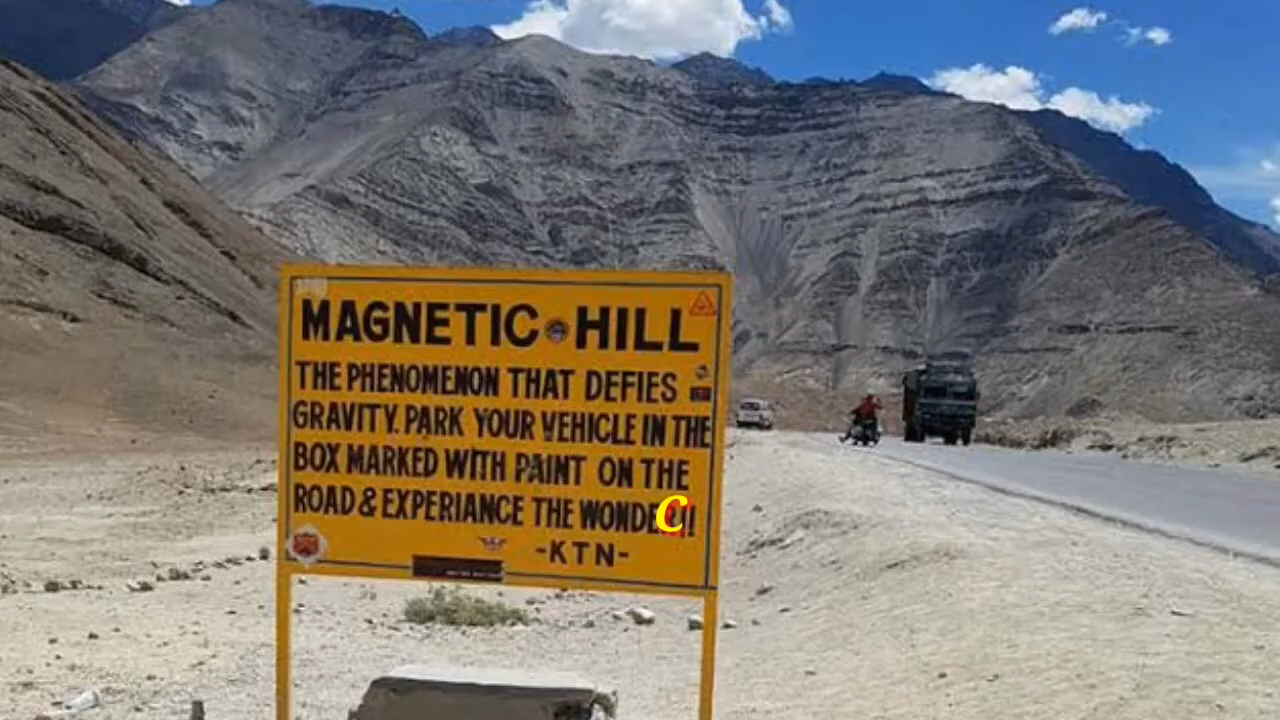 MAGNETIC HILL
THE PHENOMENON THAT DEFIES
GRAVITY. PARK YOUR VEHICLE IN THE
BOX MARKED WITH PAINT ON THE
ROAD & EXPERIANCE THE WONDER!!
C
-KTN-